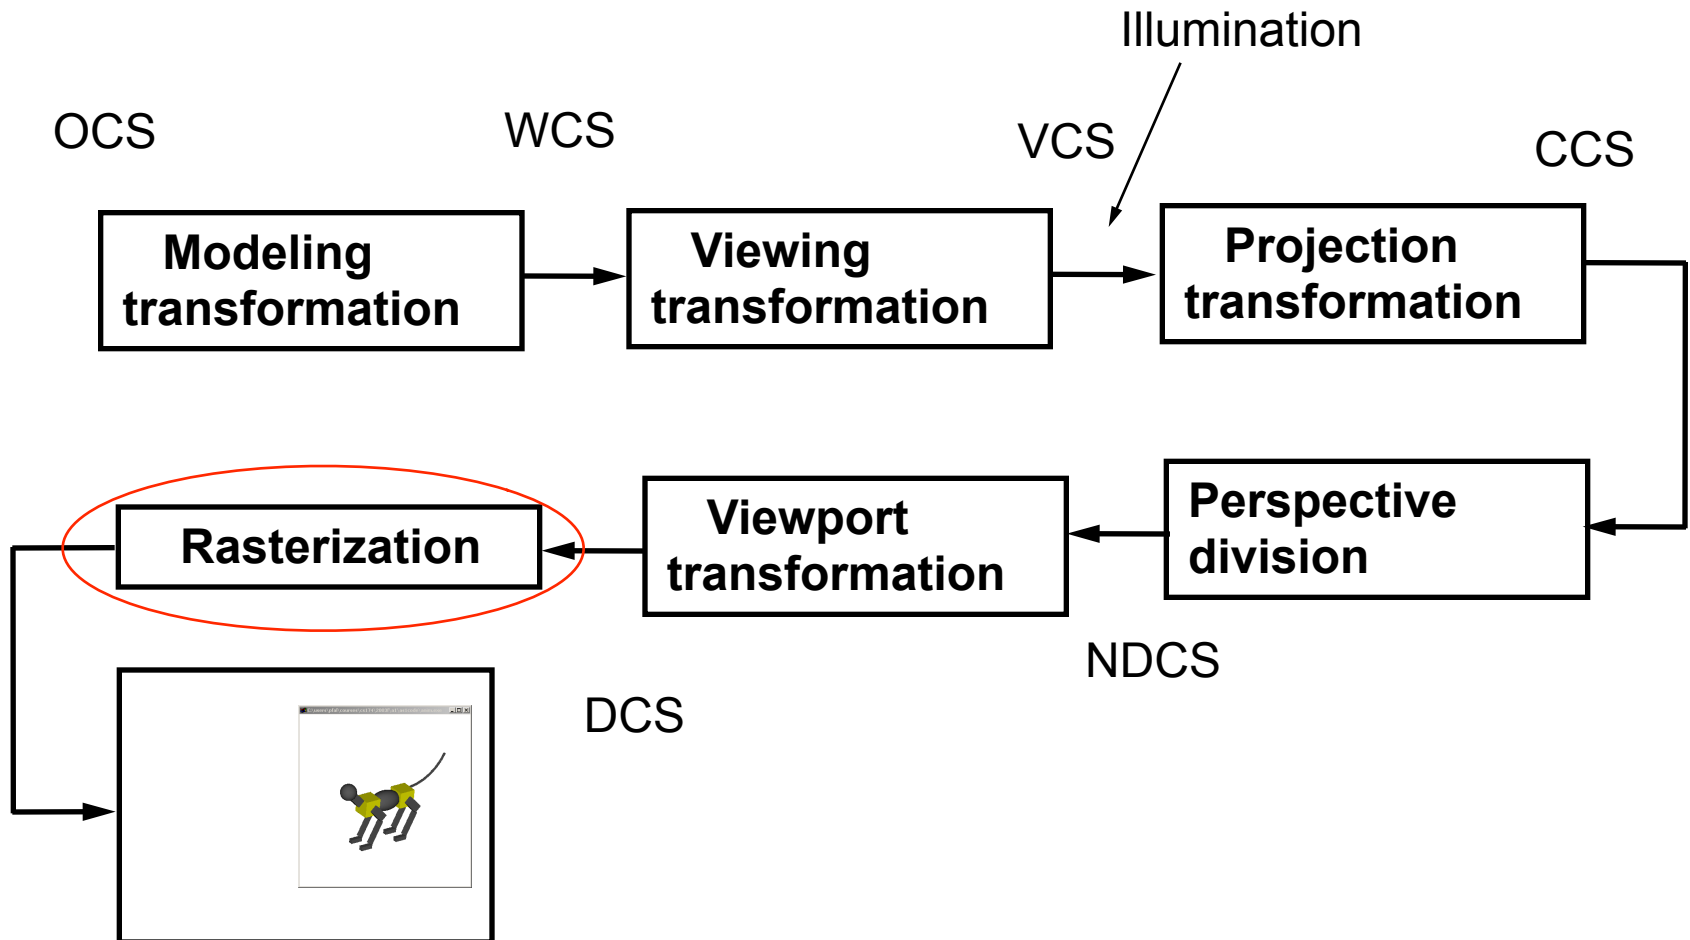 Illumination
OCS
WCS
VCS
CCS
Modeling
transformation
Viewing
transformation
Projection
transformation
Perspective
division
Viewport
transformation
Rasterization
NDCS
DCS